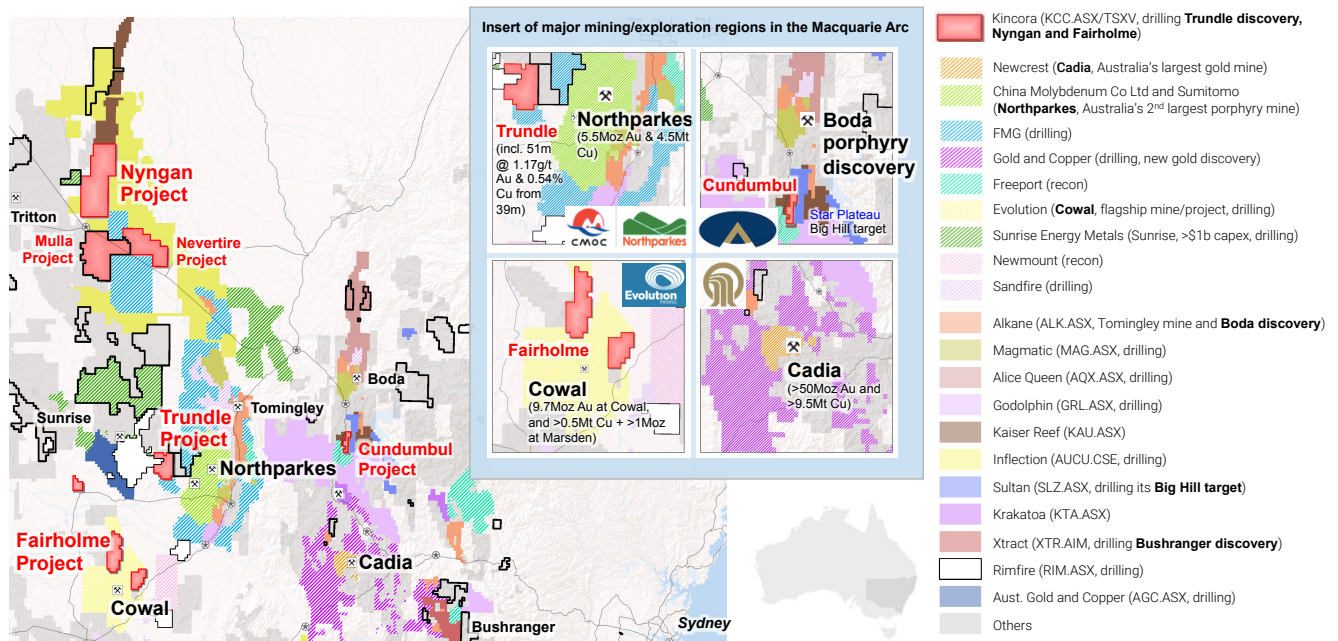 Insert of major mining/exploration regions in the Macquarie Arc
Trundle
(incl. 51m
@ 1.17g/t
Au & 0.54%
Cu from
39m)
Northparkes
(5.5Moz Au & 4.5Mt
Cu)
CMOC
Northparkes
Boda
porphyry
discovery
Cundumbul
Star Plateau
Big Hill target
Evolution
MINING
Fairholme
Cowal
(9.7Moz Au at Cowal,
and >0.5Mt Cu + >1Moz
at Marsden)
Cadia
(>50Moz Au and
>9.5Mt Cu)
Nyngan
Project
Tritton
Mulla
Project
Nevertire
Project
Boda
Sunrise
Trundle
Project
Tomingley
Cundumbul
Project
Northparkes
Fairholme
Project
Cadia
Cowal
Bushranger
Sydney
Kincora (KCC.ASX/TSXV, drilling Trundle discovery,
Nyngan and Fairholme)
Newcrest (Cadia, Australia's largest gold mine)
China Molybdenum Co Ltd and Sumitomo
(Northparkes, Australia's 2nd largest porphyry mine)
FMG (drilling)
Gold and Copper (drilling, new gold discovery)
Freeport (recon)
Evolution (Cowal, flagship mine/project, drilling)
Sunrise Energy Metals (Sunrise, >$1b capex, drilling)
Newmount (recon)
Sandfire (drilling)
Alkane (ALK.ASX, Tomingley mine and Boda discovery)
Magmatic (MAG.ASX, drilling)
Alice Queen (AQX.ASX, drilling)
Godolphin (GRL.ASX, drilling)
Kaiser Reef (KAU.ASX)
Inflection (AUCU.CSE, drilling)
Sultan (SLZ.ASX, drilling its Big Hill target)
Krakatoa (KTA.ASX)
Xtract (XTR.AIM, drilling Bushranger discovery)
Rimfire (RIM.ASX, drilling)
Aust. Gold and Copper (AGC.ASX, drilling)
Others